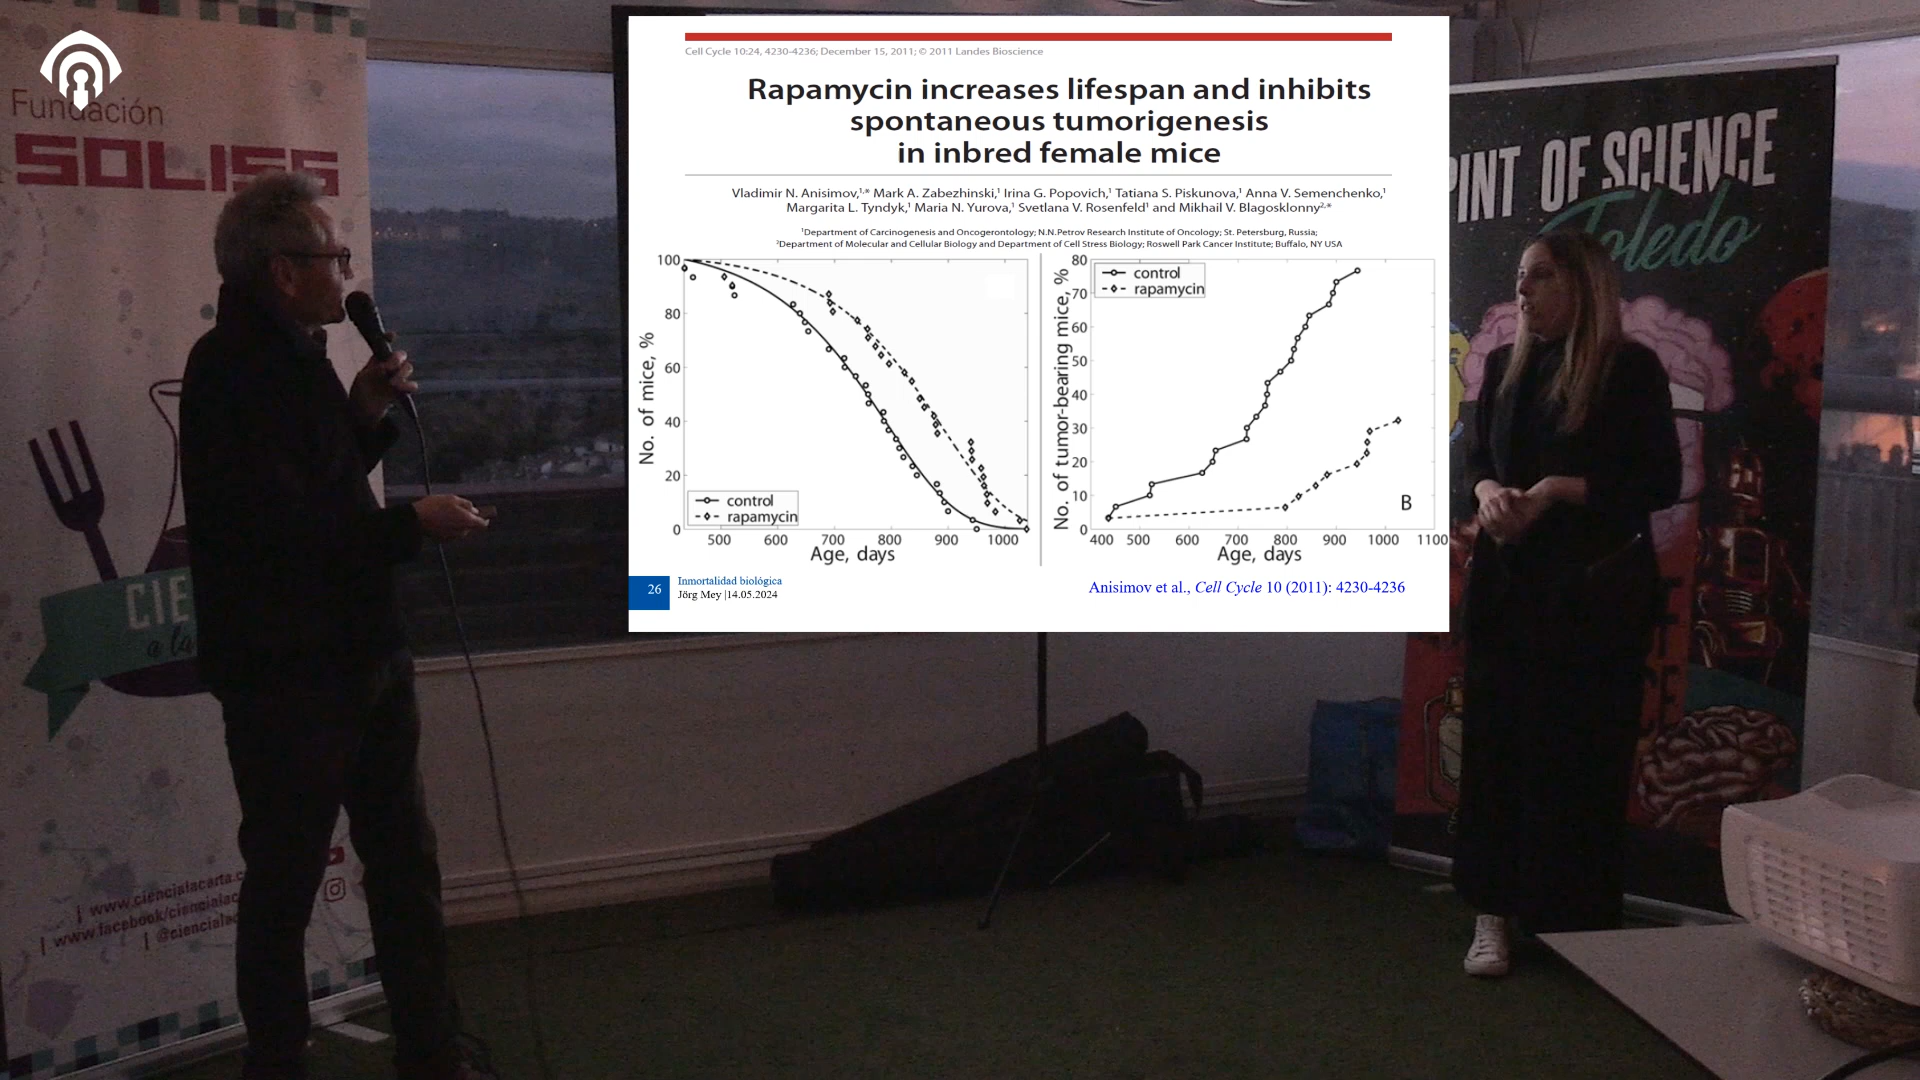 Fundación
SOLISS
CIE
a la
| www.ciencialacarta.c
| www.facebook/ciencialac
| @ciencialac
Cell Cycle 10:24, 4230-4236; December 15, 2011; © 2011 Landes Bioscience
Rapamycin increases lifespan and inhibits
spontaneous tumorigenesis
in inbred female mice
Vladimir N. Anisimov,1,* Mark A. Zabezhinski,1 Irina G. Popovich,1 Tatiana S. Piskunova,1 Anna V. Semenchenko,1
Margarita L. Tyndyk,1 Maria N. Yurova,1 Svetlana V. Rosenfeld1 and Mikhail V. Blagosklonny2,*
1Department of Carcinogenesis and Oncogerontology; N.N.Petrov Research Institute of Oncology; St. Petersburg, Russia;
2Department of Molecular and Cellular Biology and Department of Cell Stress Biology; Roswell Park Cancer Institute; Buffalo, NY USA
No. of mice, %
100
80
60
40
20
0
control
rapamycin
500 600 700 800 900 1000
Age, days
No. of tumor-bearing mice, %
80
70
60
50
40
30
20
10
0
control
rapamycin
B
400 500 600 700 800 900 1000 1100
Age, days
26
Inmortalidad biológica
Jörg Mey |14.05.2024
Anisimov et al., Cell Cycle 10 (2011): 4230-4236
PINT OF SCIENCE
Toledo